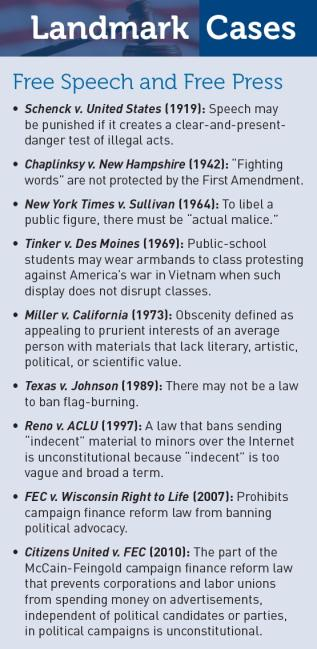 Landmark Cases
Free Speech and Free Press
• Schenck v. United States (1919): Speech may
be punished if it creates a clear-and-present-
danger test of illegal acts.
• Chaplinksy v. New Hampshire (1942): “Fighting
words” are not protected by the First Amendment.
• New York Times v. Sullivan (1964): To libel a
public figure, there must be “actual malice.”
• Tinker v. Des Moines (1969): Public-school
students may wear armbands to class protesting
against America’s war in Vietnam when such
display does not disrupt classes.
• Miller v. California (1973): Obscenity defined as
appealing to prurient interests of an average
person with materials that lack literary, artistic,
political, or scientific value.
• Texas v. Johnson (1989): There may not be a law
to ban flag-burning.
• Reno v. ACLU (1997): A law that bans sending
“indecent” material to minors over the Internet
is unconstitutional because “indecent” is too
vague and broad a term.
• FEC v. Wisconsin Right to Life (2007): Prohibits
campaign finance reform law from banning
political advocacy.
• Citizens United v. FEC (2010): The part of the
McCain-Feingold campaign finance reform law
that prevents corporations and labor unions
from spending money on advertisements,
independent of political candidates or parties,
in political campaigns is unconstitutional.